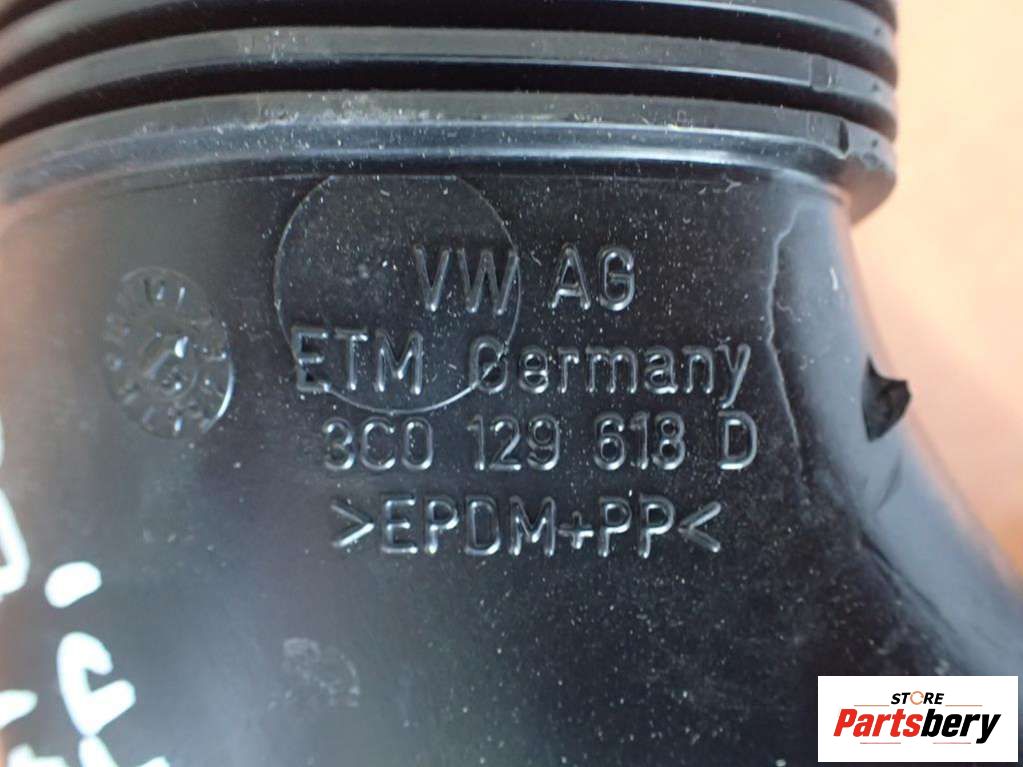 VW AG
ETM Germany
3C0 129 618 D
>EPDM+PP<
STORE
Partsbery